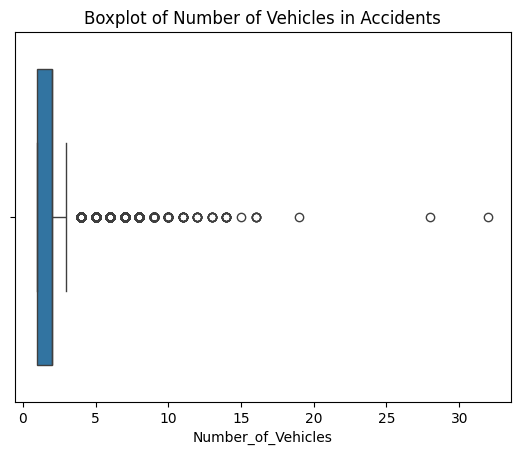 Boxplot of Number of Vehicles in Accidents
0 5 10 15 20 25 30
Number_of_Vehicles